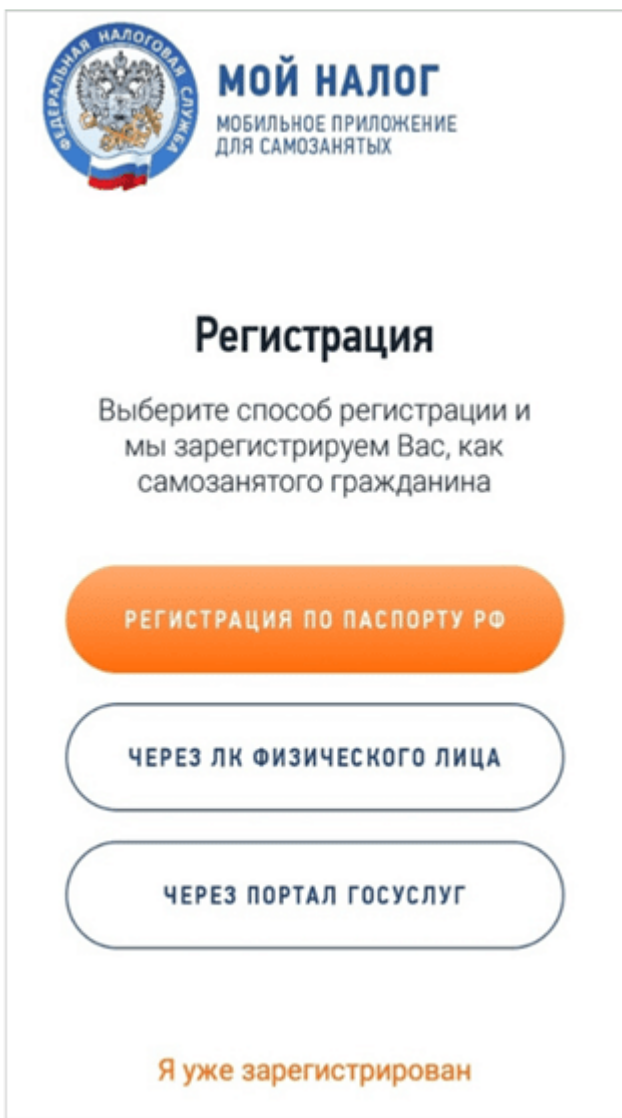 ФЕДЕРАЛЬНАЯ НАЛОГОВАЯ СЛУЖБА
МОЙ НАЛОГ
МОБИЛЬНОЕ ПРИЛОЖЕНИЕ
ДЛЯ САМОЗАНЯТЫХ
Регистрация
Выберите способ регистрации и
мы зарегистрируем Вас, как
самозанятого гражданина
РЕГИСТРАЦИЯ ПО ПАСПОРТУ РФ
ЧЕРЕЗ ЛК ФИЗИЧЕСКОГО ЛИЦА
ЧЕРЕЗ ПОРТАЛ ГОСУСЛУГ
Я уже зарегистрирован